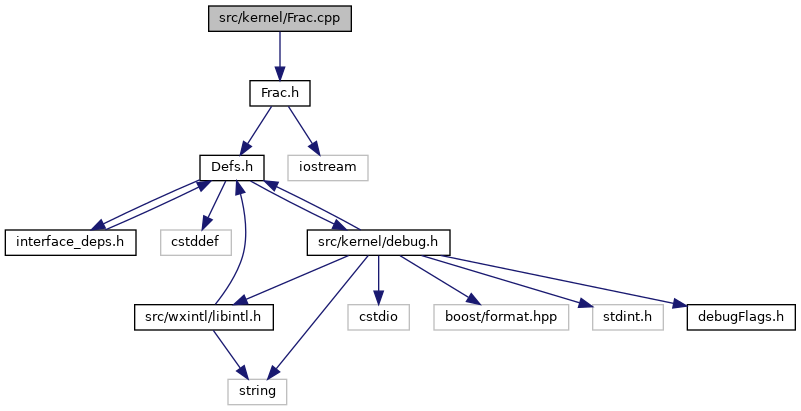 src/kernel/Frac.cpp
Frac.h
Defs.h
iostream
interface_deps.h
cstddef
src/kernel/debug.h
src/wxintl/libintl.h
cstdio
boost/format.hpp
stdint.h
debugFlags.h
string